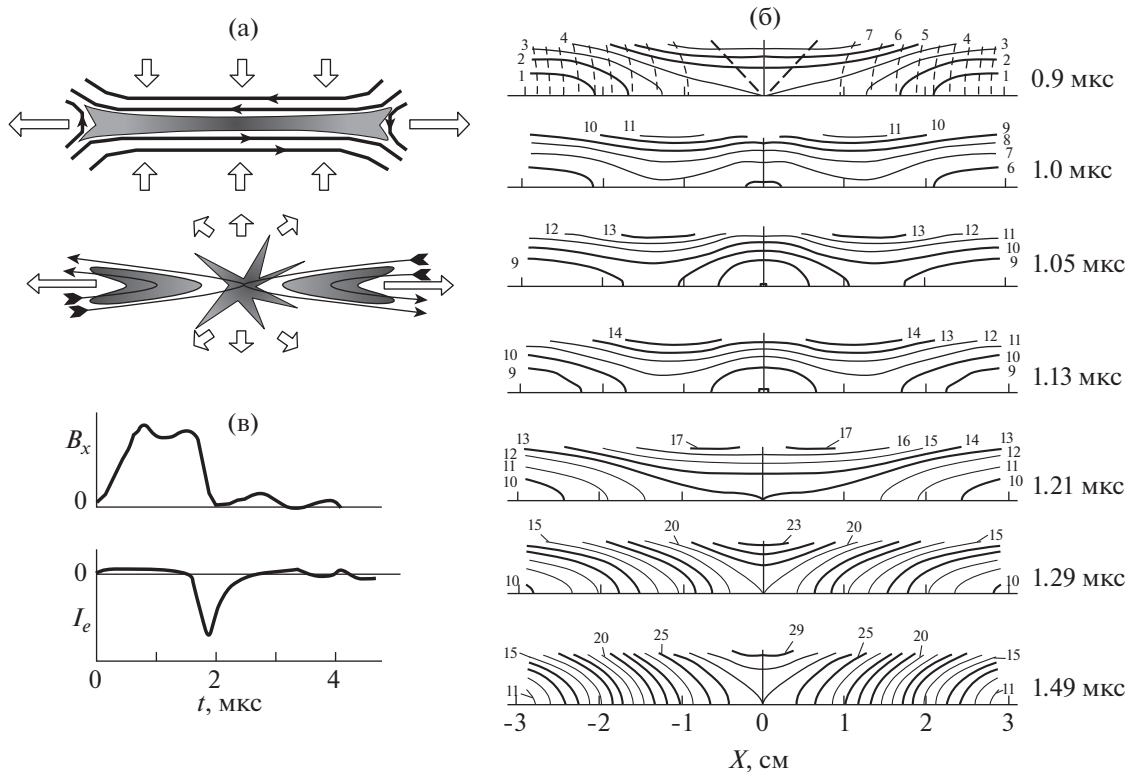 (а)
(б)
3 4 7 6 5 4 3
2 2
1 1
0.9 мкс
10 11 11 10 9
8
7
6
1.0 мкс
12 13 13 12 11
10
9 9
1.05 мкс
14 14 13 12 11
10 10
9 9
1.13 мкс
(в)
B_x
0
13 17 17 16 15 14 13
12 12
11 11
10 10
1.21 мкс
15 20 23 20 15
10 10
1.29 мкс
0
I_e
15 20 25 29 25 20 15
11 11
1.49 мкс
0 2 4
t, мкс
-3 -2 -1 0 1 2 3
X, см